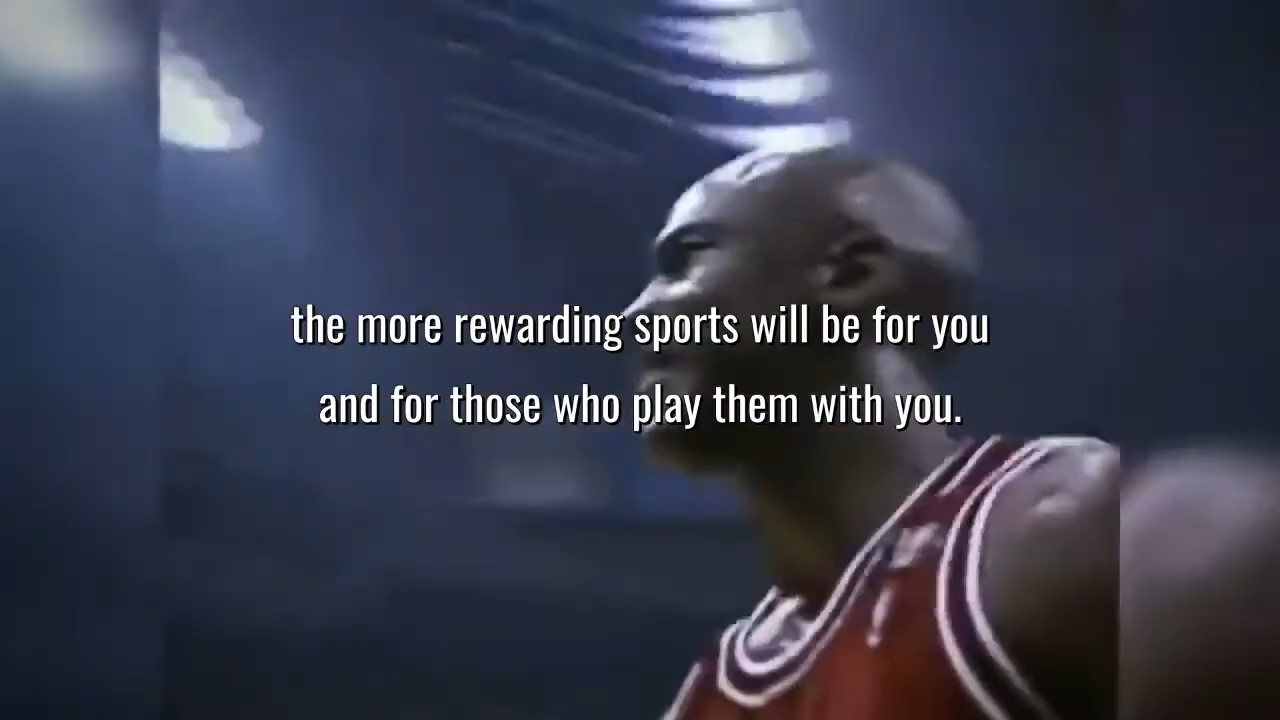 the more rewarding sports will be for you
and for those who play them with you.